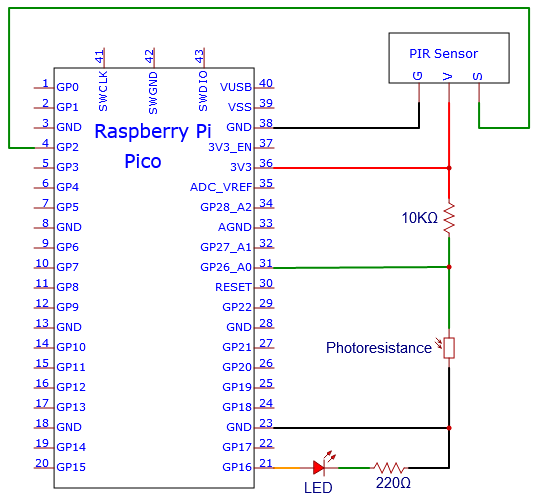 41
42
43
SWCLK
SWGND
SWDIO
PIR Sensor
G
V
S
Raspberry Pi
Pico
1 GP0 VUSB 40
2 GP1 VSS 39
3 GND GND 38
4 GP2 3V3_EN 37
5 GP3 3V3 36
6 GP4 ADC_VREF 35
7 GP5 GP28_A2 34
8 GND AGND 33
9 GP6 GP27_A1 32
10 GP7 GP26_A0 31
11 GP8 RESET 30
12 GP9 GP22 29
13 GND GND 28
14 GP10 GP21 27
15 GP11 GP20 26
16 GP12 GP19 25
17 GP13 GP18 24
18 GND GND 23
19 GP14 GP17 22
20 GP15 GP16 21
10KΩ
Photoresistance
LED
220Ω